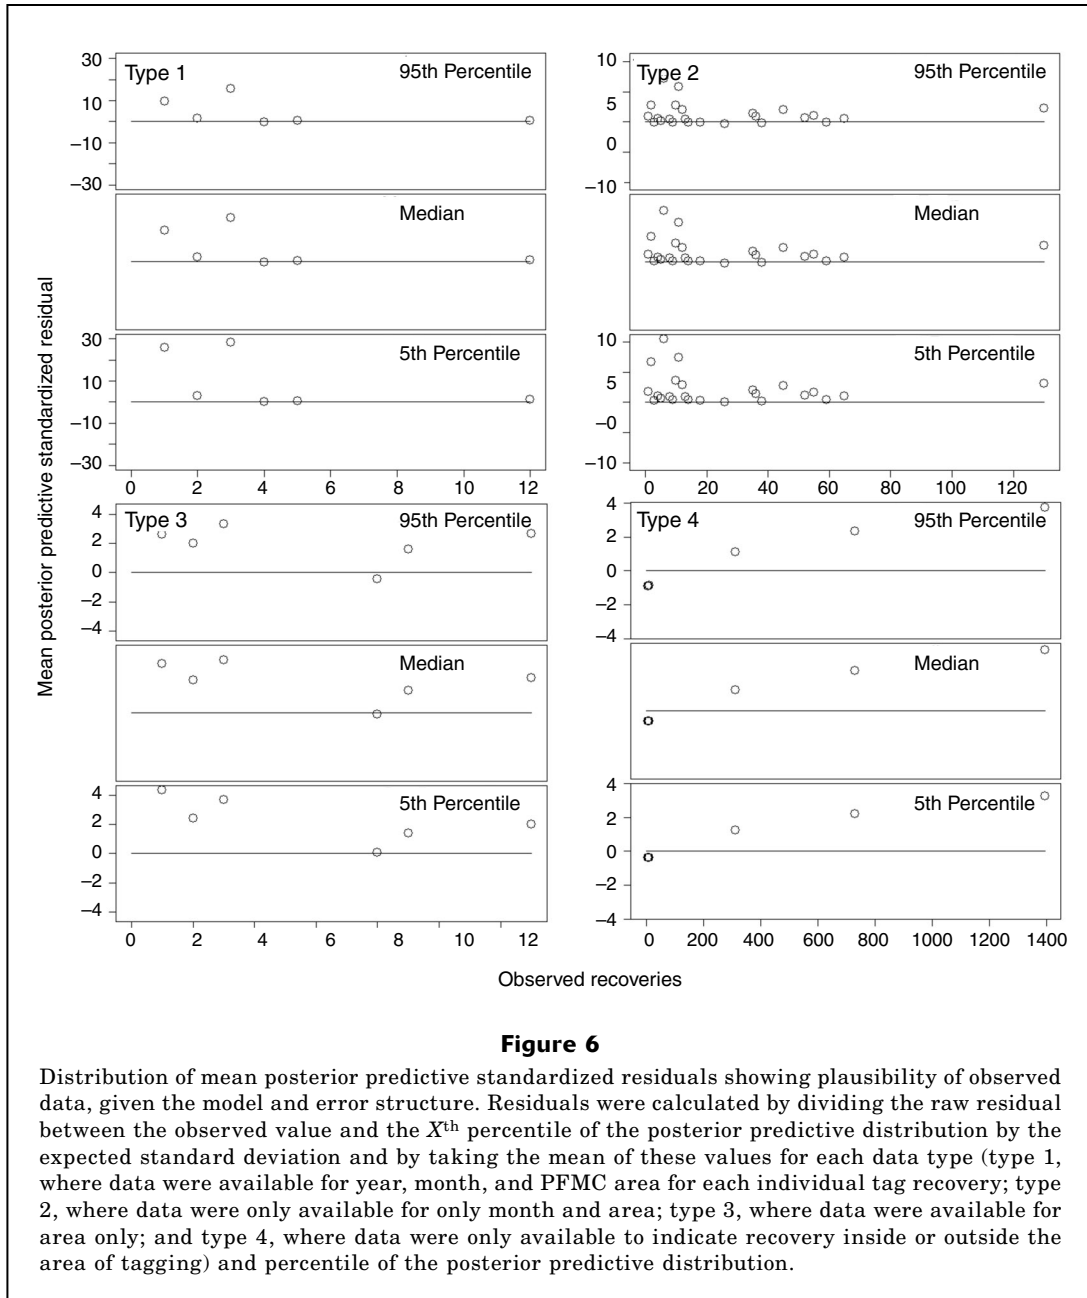 Mean posterior predictive standardized residual
Type 1
95th Percentile
30
10
–10
–30
Median
5th Percentile
30
10
–10
–30
0 2 4 6 8 10 12
Type 2
95th Percentile
10
5
0
–10
Median
5th Percentile
10
5
–0
–10
0 20 40 60 80 100 120
Type 3
95th Percentile
4
2
0
–2
–4
Median
5th Percentile
4
2
0
–2
–4
0 2 4 6 8 10 12
Type 4
95th Percentile
4
2
0
–2
–4
Median
5th Percentile
4
2
0
–2
–4
0 200 400 600 800 1000 1200 1400
Observed recoveries
Figure 6
Distribution of mean posterior predictive standardized residuals showing plausibility of observed
data, given the model and error structure. Residuals were calculated by dividing the raw residual
between the observed value and the Xth percentile of the posterior predictive distribution by the
expected standard deviation and by taking the mean of these values for each data type (type 1,
where data were available for year, month, and PFMC area for each individual tag recovery; type
2, where data were only available for only month and area; type 3, where data were available for
area only; and type 4, where data were only available to indicate recovery inside or outside the
area of tagging) and percentile of the posterior predictive distribution.